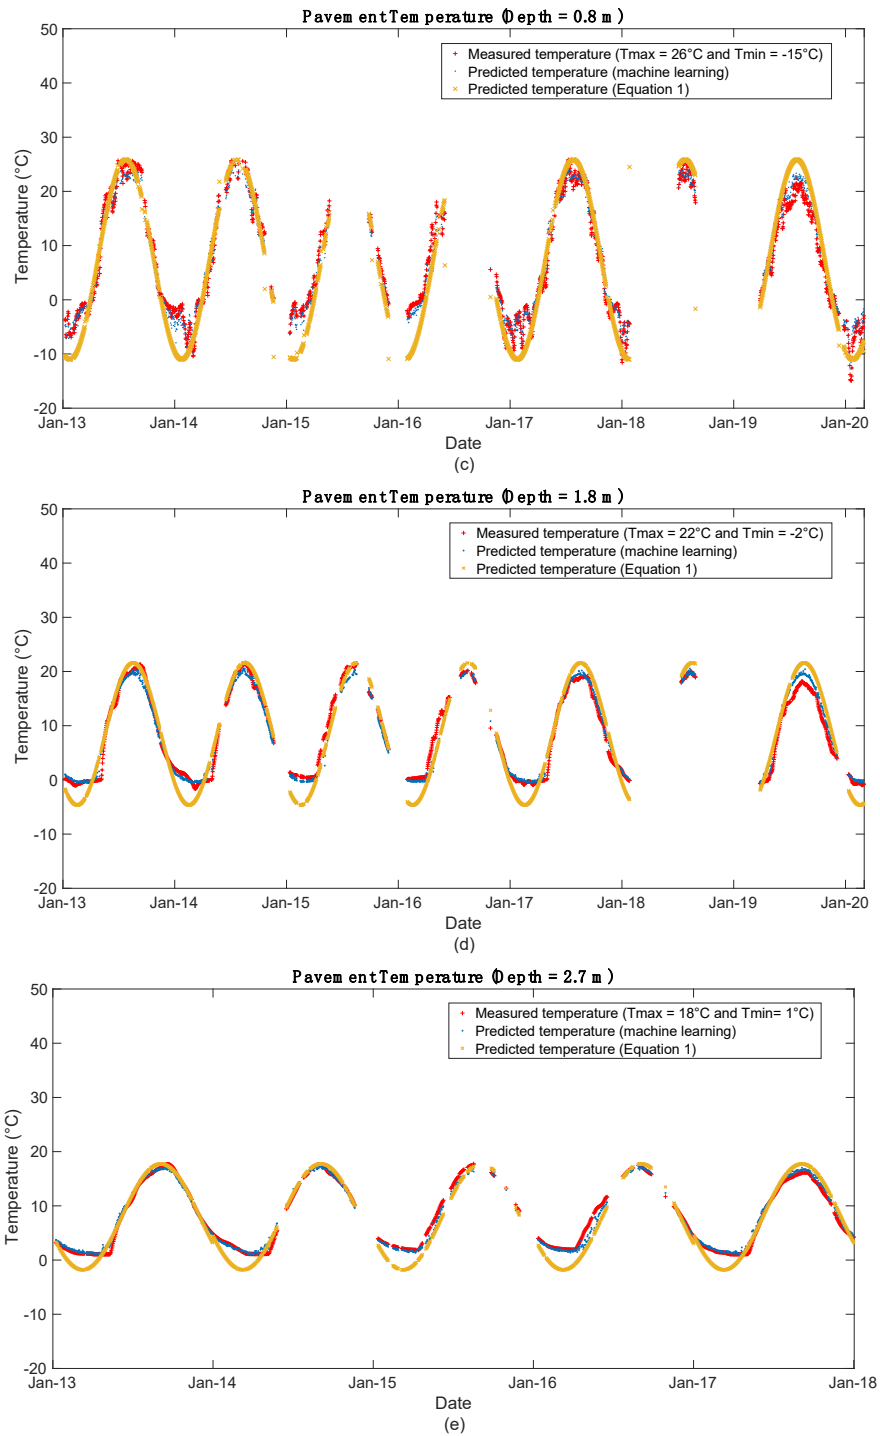 Pavement Temperature (Depth = 0.8 m)
50
40
30
20
10
0
-10
-20
Temperature (°C)
Measured temperature (Tmax = 26°C and Tmin = -15°C)
Predicted temperature (machine learning)
Predicted temperature (Equation 1)
Jan-13 Jan-14 Jan-15 Jan-16 Jan-17 Jan-18 Jan-19 Jan-20
Date
(c)
Pavement Temperature (Depth = 1.8 m)
50
40
30
20
10
0
-10
-20
Temperature (°C)
Measured temperature (Tmax = 22°C and Tmin = -2°C)
Predicted temperature (machine learning)
Predicted temperature (Equation 1)
Jan-13 Jan-14 Jan-15 Jan-16 Jan-17 Jan-18 Jan-19 Jan-20
Date
(d)
Pavement Temperature (Depth = 2.7 m)
50
40
30
20
10
0
-10
-20
Temperature (°C)
Measured temperature (Tmax = 18°C and Tmin= 1°C)
Predicted temperature (machine learning)
Predicted temperature (Equation 1)
Jan-13 Jan-14 Jan-15 Jan-16 Jan-17 Jan-18
Date
(e)